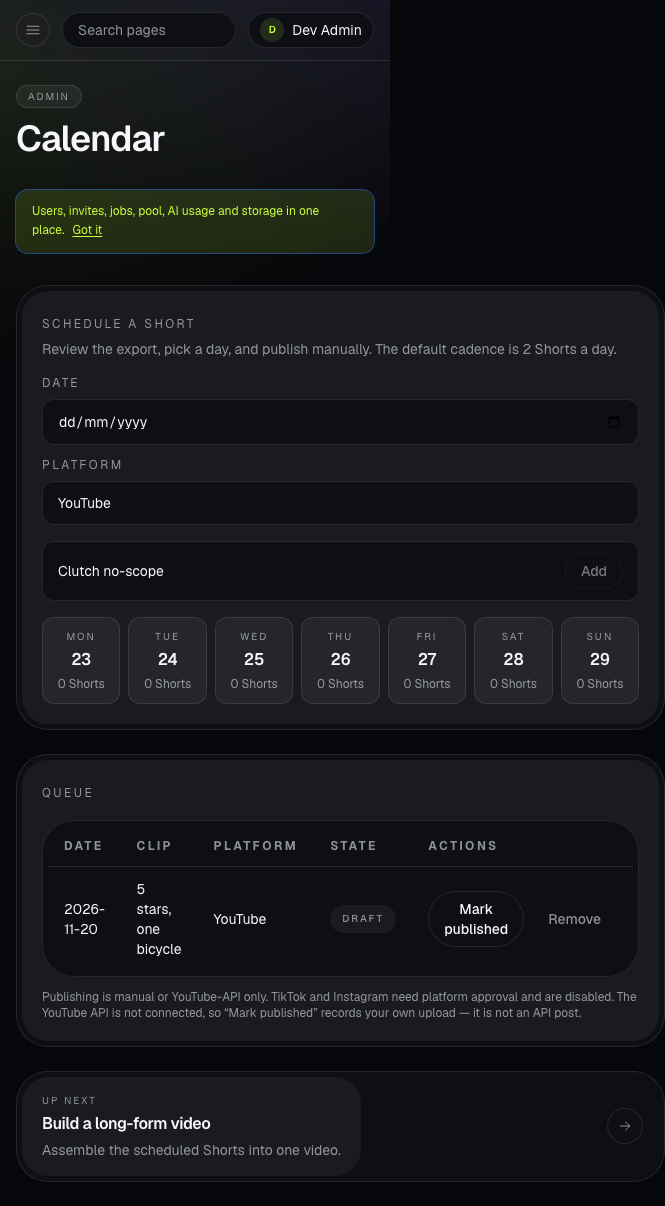 Search pages
D
Dev Admin
ADMIN
Calendar
Users, invites, jobs, pool, AI usage and storage in one
place. Got it
SCHEDULE A SHORT
Review the export, pick a day, and publish manually. The default cadence is 2 Shorts a day.
DATE
dd/mm/yyyy
PLATFORM
YouTube
Clutch no-scope
Add
MON TUE WED THU FRI SAT SUN
23 24 25 26 27 28 29
0 Shorts 0 Shorts 0 Shorts 0 Shorts 0 Shorts 0 Shorts 0 Shorts
QUEUE
DATE CLIP PLATFORM STATE ACTIONS
2026-
11-20
5
stars,
one
bicycle
YouTube
DRAFT
Mark
published
Remove
Publishing is manual or YouTube-API only. TikTok and Instagram need platform approval and are disabled. The
YouTube API is not connected, so “Mark published” records your own upload — it is not an API post.
UP NEXT
Build a long-form video
Assemble the scheduled Shorts into one video.